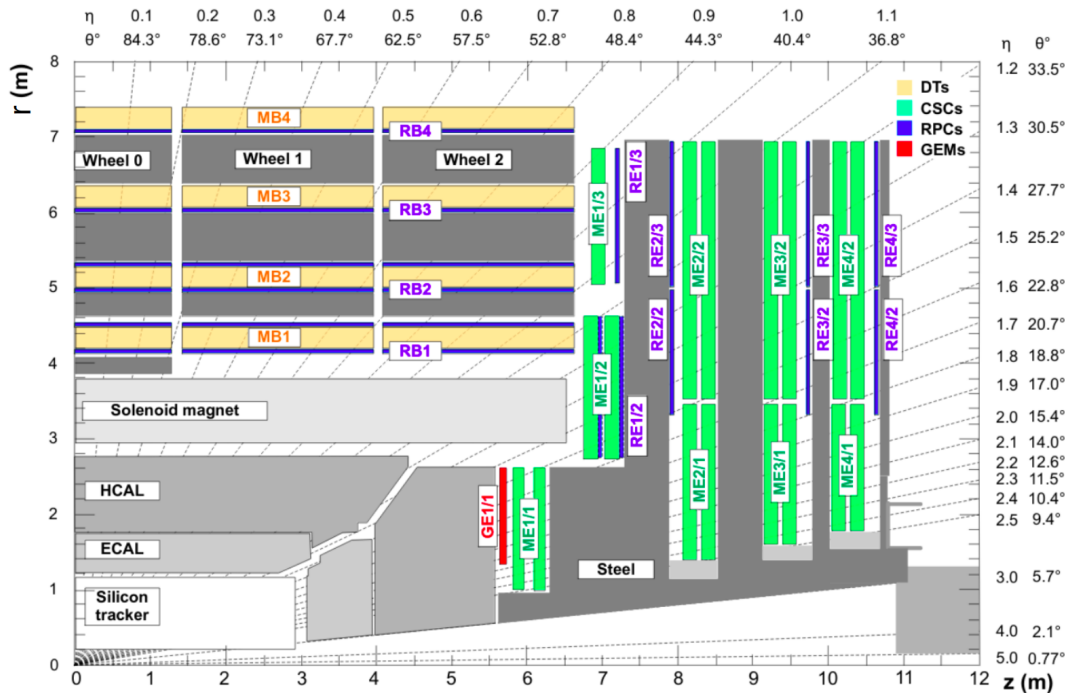 η 0.1 0.2 0.3 0.4 0.5 0.6 0.7 0.8 0.9 1.0 1.1
θ° 84.3° 78.6° 73.1° 67.7° 62.5° 57.5° 52.8° 48.4° 44.3° 40.4° 36.8°
η θ°
r (m)
8
7
6
5
4
3
2
1
0
1.2 33.5°
1.3 30.5°
1.4 27.7°
1.5 25.2°
1.6 22.8°
1.7 20.7°
1.8 18.8°
1.9 17.0°
2.0 15.4°
2.1 14.0°
2.2 12.6°
2.3 11.5°
2.4 10.4°
2.5 9.4°
3.0 5.7°
4.0 2.1°
5.0 0.77°
DTs
CSCs
RPCs
GEMs
MB4
RB4
Wheel 0
Wheel 1
Wheel 2
MB3
RB3
MB2
RB2
MB1
RB1
Solenoid magnet
HCAL
ECAL
Silicon
tracker
Steel
GE1/1
ME1/1
ME1/2
ME1/3
RE1/3
RE1/2
RE2/3
RE2/2
ME2/2
ME2/1
ME3/2
ME3/1
RE3/3
RE3/2
ME4/2
ME4/1
RE4/3
RE4/2
0 1 2 3 4 5 6 7 8 9 10 11 12
z (m)